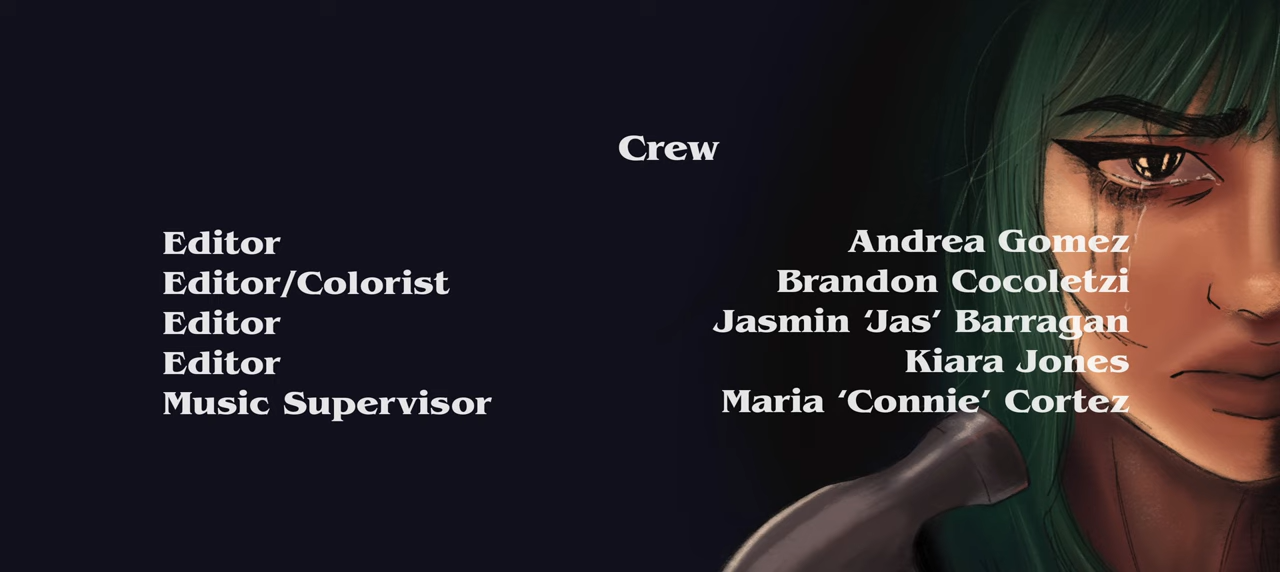 Crew
Editor Andrea Gomez
Editor/Colorist Brandon Cocoletzi
Editor Jasmin ‘Jas’ Barragan
Editor Kiara Jones
Music Supervisor Maria ‘Connie’ Cortez